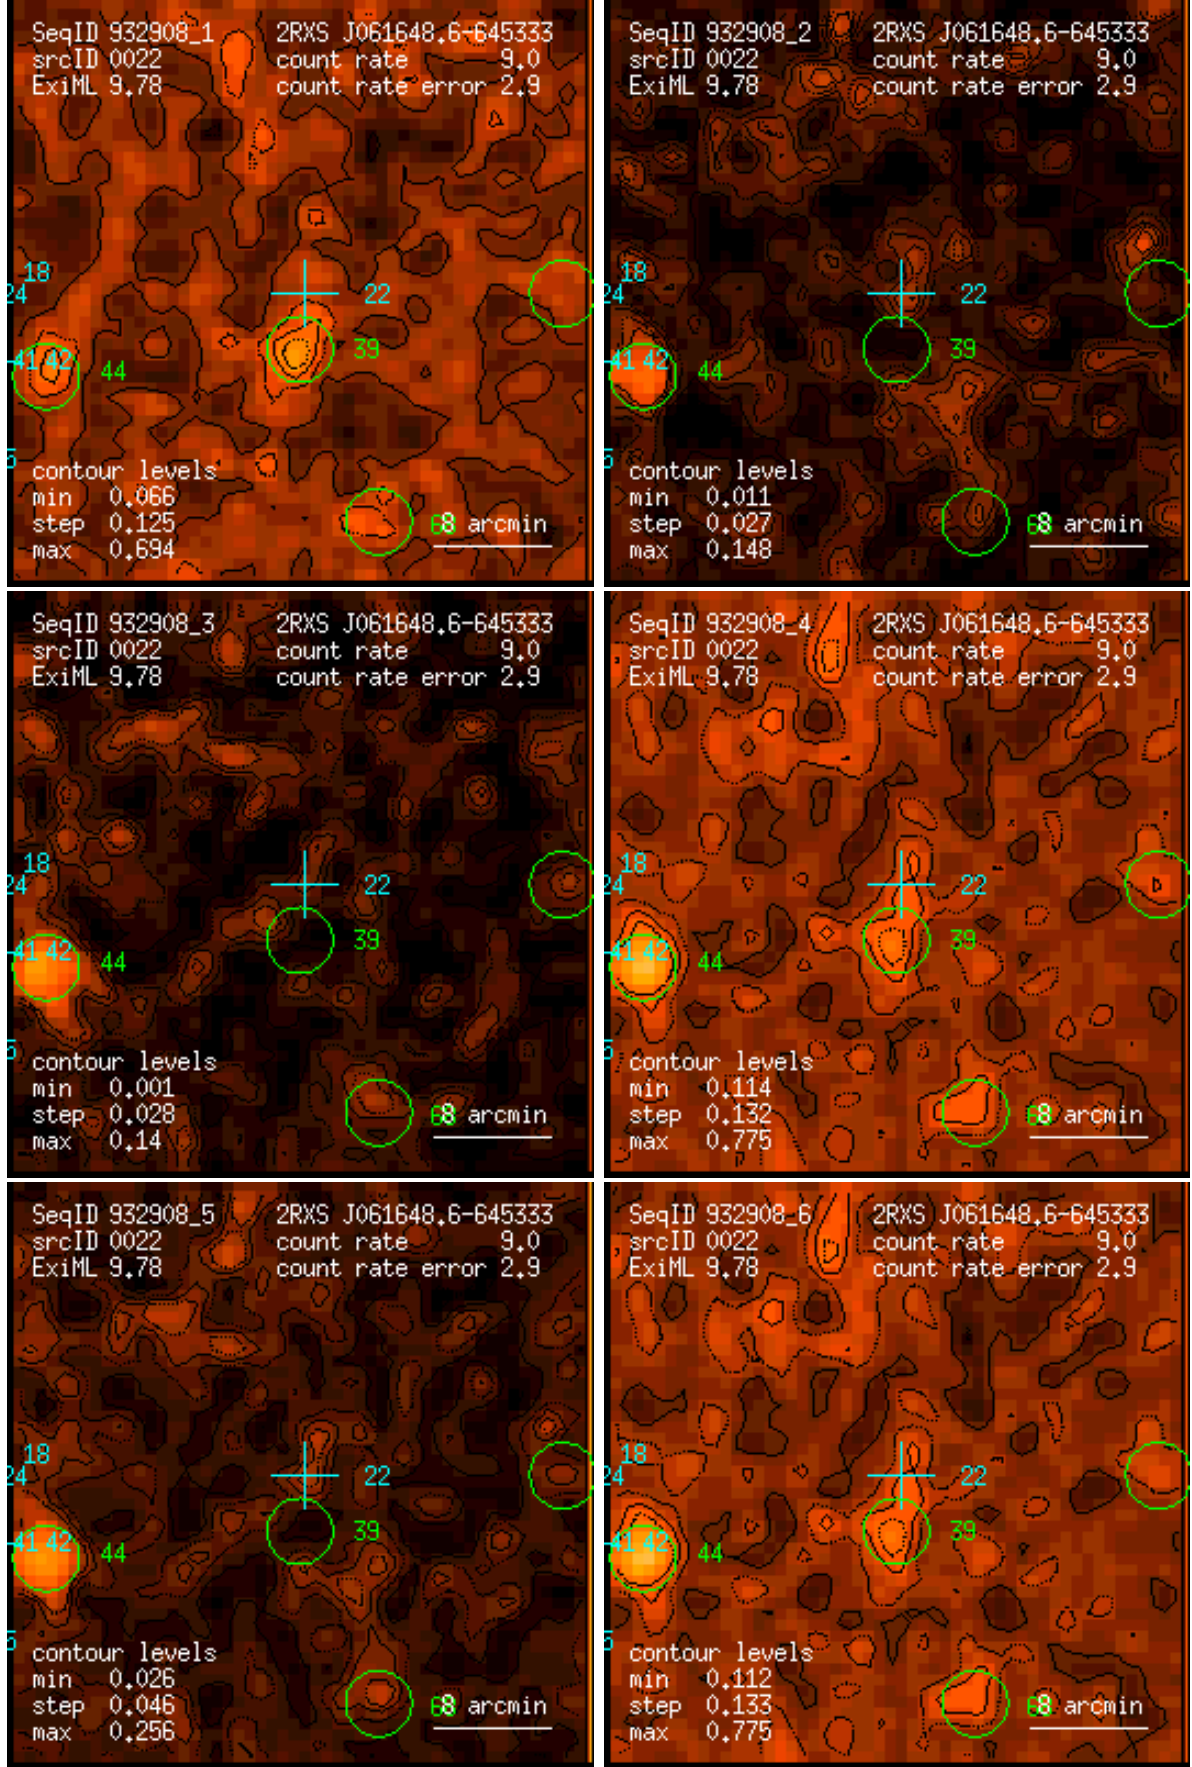 SeqID 932908_1 2RXS J061648.6-645333
srcID 0022 count rate 9.0
ExiML 9.78 count rate error 2.9
18
24
22
39
41 42
44
5
contour levels
min 0.066
step 0.125 8 arcmin
max 0.694
SeqID 932908_2 2RXS J061648.6-645333
srcID 0022 count rate 9.0
ExiML 9.78 count rate error 2.9
18
24
22
39
41 42
44
5
contour levels
min 0.011
step 0.027 8 arcmin
max 0.148
SeqID 932908_3 2RXS J061648.6-645333
srcID 0022 count rate 9.0
ExiML 9.78 count rate error 2.9
18
24
22
39
41 42
44
5
contour levels
min 0.001
step 0.028 8 arcmin
max 0.14
SeqID 932908_4 2RXS J061648.6-645333
srcID 0022 count rate 9.0
ExiML 9.78 count rate error 2.9
18
24
22
39
41 42
44
5
contour levels
min 0.114
step 0.132 8 arcmin
max 0.775
SeqID 932908_5 2RXS J061648.6-645333
srcID 0022 count rate 9.0
ExiML 9.78 count rate error 2.9
18
24
22
39
41 42
44
5
contour levels
min 0.026
step 0.046 8 arcmin
max 0.256
SeqID 932908_6 2RXS J061648.6-645333
srcID 0022 count rate 9.0
ExiML 9.78 count rate error 2.9
18
24
22
39
41 42
44
5
contour levels
min 0.112
step 0.133 8 arcmin
max 0.775